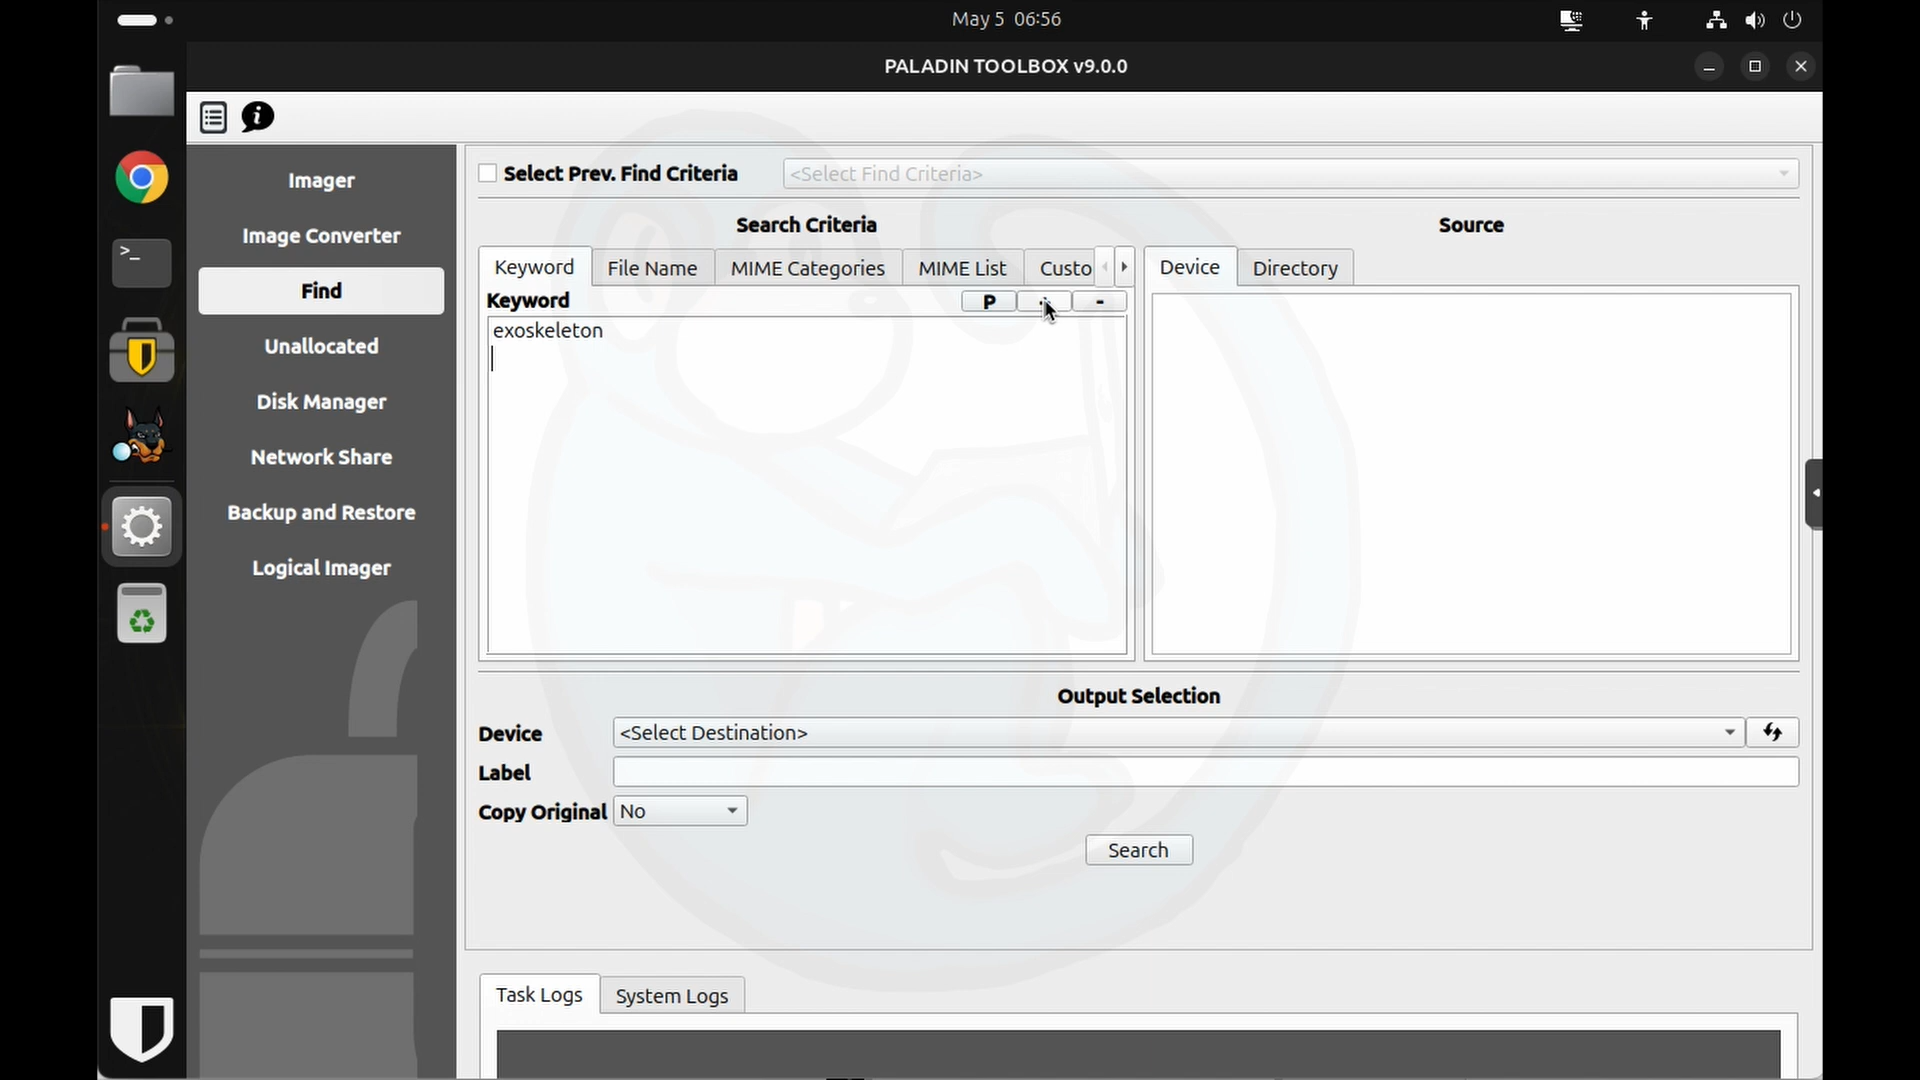 May 5 06:56
PALADIN TOOLBOX v9.0.0
Imager
Image Converter
Find
Unallocated
Disk Manager
Network Share
Backup and Restore
Logical Imager
Select Prev. Find Criteria
<Select Find Criteria>
Search Criteria
Source
Keyword
File Name
MIME Categories
MIME List
Custo
Device
Directory
Keyword
P
-
exoskeleton
Output Selection
Device
<Select Destination>
Label
Copy Original
No
Search
Task Logs
System Logs